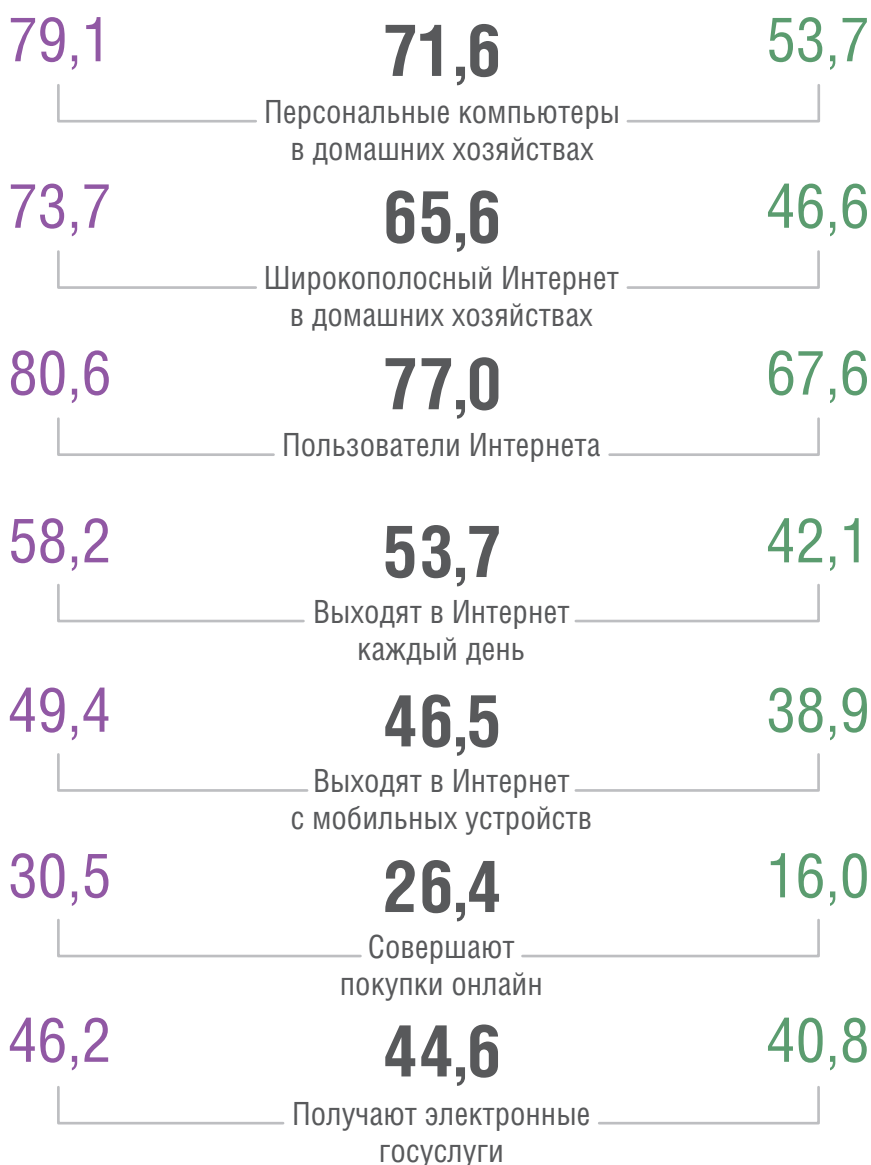 79,1 71,6 53,7
Персональные компьютеры
в домашних хозяйствах
73,7 65,6 46,6
Широкополосный Интернет
в домашних хозяйствах
80,6 77,0 67,6
Пользователи Интернета
58,2 53,7 42,1
Выходят в Интернет
каждый день
49,4 46,5 38,9
Выходят в Интернет
с мобильных устройств
30,5 26,4 16,0
Совершают
покупки онлайн
46,2 44,6 40,8
Получают электронные
госуслуги